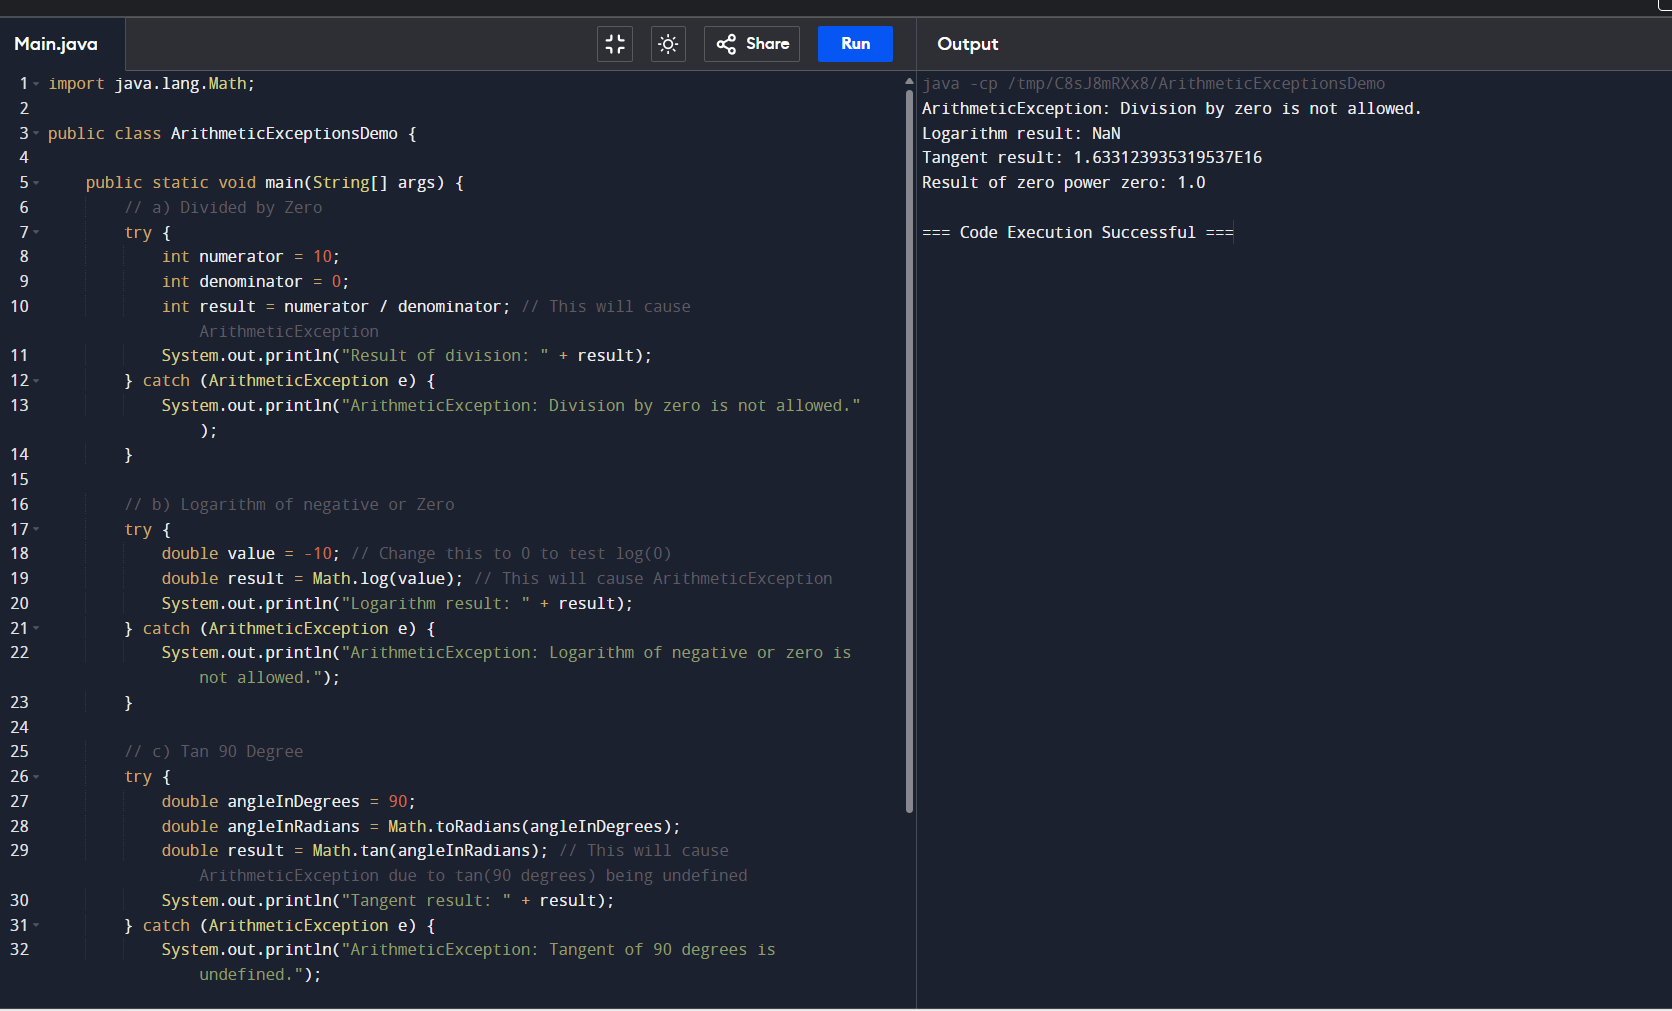 Main.java
Share
Run
Output
1 import java.lang.Math;
2
3 public class ArithmeticExceptionsDemo {
4
5 public static void main(String[] args) {
6 // a) Divided by Zero
7 try {
8 int numerator = 10;
9 int denominator = 0;
10 int result = numerator / denominator; // This will cause
ArithmeticException
11 System.out.println("Result of division: " + result);
12 } catch (ArithmeticException e) {
13 System.out.println("ArithmeticException: Division by zero is not allowed."
);
14 }
15
16 // b) Logarithm of negative or Zero
17 try {
18 double value = -10; // Change this to 0 to test log(0)
19 double result = Math.log(value); // This will cause ArithmeticException
20 System.out.println("Logarithm result: " + result);
21 } catch (ArithmeticException e) {
22 System.out.println("ArithmeticException: Logarithm of negative or zero is
not allowed.");
23 }
24
25 // c) Tan 90 Degree
26 try {
27 double angleInDegrees = 90;
28 double angleInRadians = Math.toRadians(angleInDegrees);
29 double result = Math.tan(angleInRadians); // This will cause
ArithmeticException due to tan(90 degrees) being undefined
30 System.out.println("Tangent result: " + result);
31 } catch (ArithmeticException e) {
32 System.out.println("ArithmeticException: Tangent of 90 degrees is
undefined.");
java -cp /tmp/C8sJ8mRXx8/ArithmeticExceptionsDemo
ArithmeticException: Division by zero is not allowed.
Logarithm result: NaN
Tangent result: 1.633123935319537E16
Result of zero power zero: 1.0
=== Code Execution Successful ===